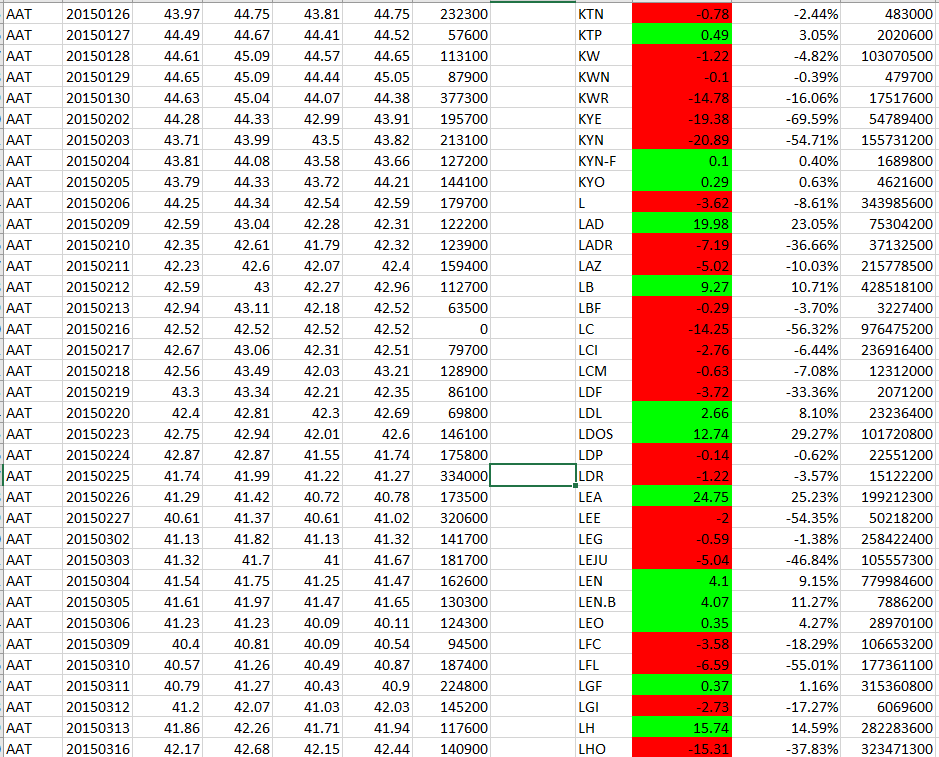 AAT 20150126 43.97 44.75 43.81 44.75 232300 KTN -0.78 -2.44% 483000
AAT 20150127 44.49 44.67 44.41 44.52 57600 KTP 0.49 3.05% 2020600
AAT 20150128 44.61 45.09 44.57 44.65 113100 KW -1.22 -4.82% 103070500
AAT 20150129 44.65 45.09 44.44 45.05 87900 KWN -0.1 -0.39% 479700
AAT 20150130 44.63 45.04 44.07 44.38 377300 KWR -14.78 -16.06% 17517600
AAT 20150202 44.28 44.33 42.99 43.91 195700 KYE -19.38 -69.59% 54789400
AAT 20150203 43.71 43.99 43.5 43.82 213100 KYN -20.89 -54.71% 155731200
AAT 20150204 43.81 44.08 43.58 43.66 127200 KYN-F 0.1 0.40% 1689800
AAT 20150205 43.79 44.33 43.72 44.21 144100 KYO 0.29 0.63% 4621600
AAT 20150206 44.25 44.34 42.54 42.59 179700 L -3.62 -8.61% 343985600
AAT 20150209 42.59 43.04 42.28 42.31 122200 LAD 19.98 23.05% 75304200
AAT 20150210 42.35 42.61 41.79 42.32 123900 LADR -7.19 -36.66% 37132500
AAT 20150211 42.23 42.6 42.07 42.4 159400 LAZ -5.02 -10.03% 215778500
AAT 20150212 42.59 43 42.27 42.96 112700 LB 9.27 10.71% 428518100
AAT 20150213 42.94 43.11 42.18 42.52 63500 LBF -0.29 -3.70% 3227400
AAT 20150216 42.52 42.52 42.52 42.52 0 LC -14.25 -56.32% 976475200
AAT 20150217 42.67 43.06 42.31 42.51 79700 LCI -2.76 -6.44% 236916400
AAT 20150218 42.56 43.49 42.03 43.21 128900 LCM -0.63 -7.08% 12312000
AAT 20150219 43.3 43.34 42.21 42.35 86100 LDF -3.72 -33.36% 2071200
AAT 20150220 42.4 42.81 42.3 42.69 69800 LDL 2.66 8.10% 23236400
AAT 20150223 42.75 42.94 42.01 42.6 146100 LDOS 12.74 29.27% 101720800
AAT 20150224 42.87 42.87 41.55 41.74 175800 LDP -0.14 -0.62% 22551200
AAT 20150225 41.74 41.99 41.22 41.27 334000 LDR -1.22 -3.57% 15122200
AAT 20150226 41.29 41.42 40.72 40.78 173500 LEA 24.75 25.23% 199212300
AAT 20150227 40.61 41.37 40.61 41.02 320600 LEE -2 -54.35% 50218200
AAT 20150302 41.13 41.82 41.13 41.32 141700 LEG -0.59 -1.38% 258422400
AAT 20150303 41.32 41.7 41 41.67 181700 LEJU -5.04 -46.84% 105557300
AAT 20150304 41.54 41.75 41.25 41.47 162600 LEN 4.1 9.15% 779984600
AAT 20150305 41.61 41.97 41.47 41.65 130300 LEN.B 4.07 11.27% 7886200
AAT 20150306 41.23 41.23 40.09 40.11 124300 LEO 0.35 4.27% 28970100
AAT 20150309 40.4 40.81 40.09 40.54 94500 LFC -3.58 -18.29% 106653200
AAT 20150310 40.57 41.26 40.49 40.87 187400 LFL -6.59 -55.01% 177361100
AAT 20150311 40.79 41.27 40.43 40.9 224800 LGF 0.37 1.16% 315360800
AAT 20150312 41.2 42.07 41.03 42.03 145200 LGI -2.73 -17.27% 6069600
AAT 20150313 41.86 42.26 41.71 41.94 117600 LH 15.74 14.59% 282283600
AAT 20150316 42.17 42.68 42.15 42.44 140900 LHO -15.31 -37.83% 323471300